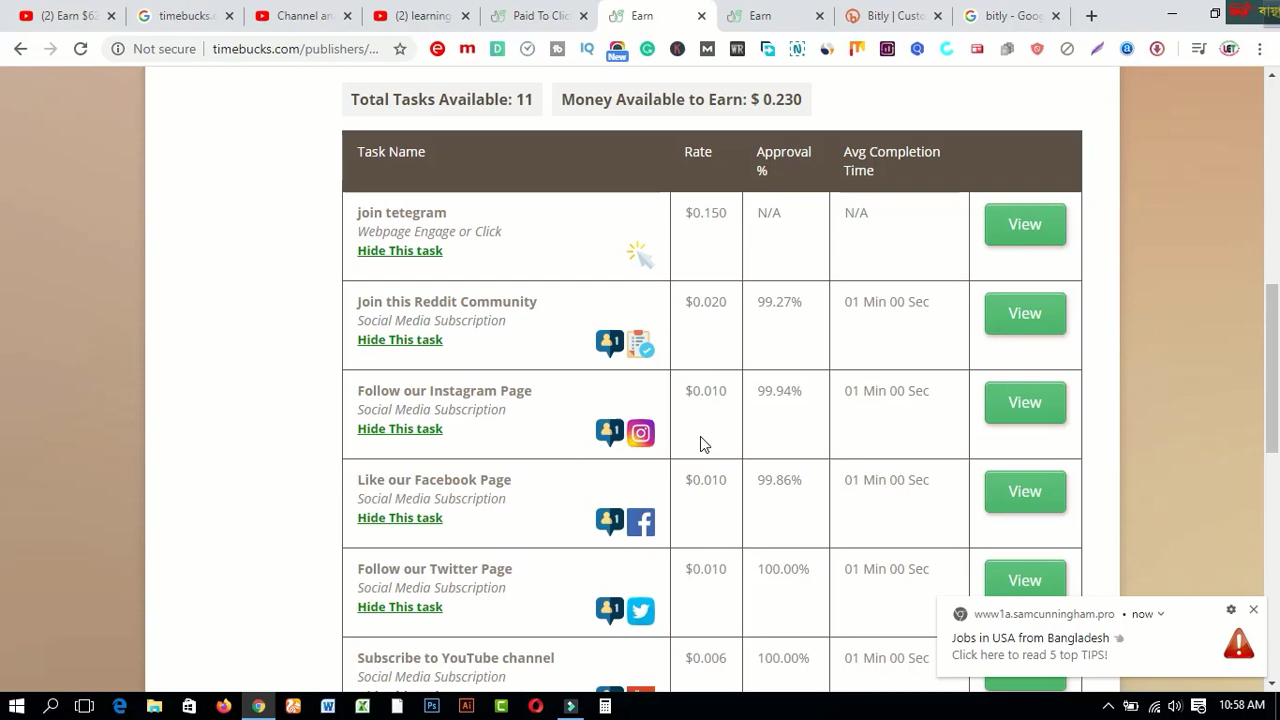 (2) Earn $62
timebucks.c
Channel an
(2) learning
Paid To Clic
Earn
Earn
Bitly | Custo
bitly - Goog
Not secure
timebucks.com/publishers/...
New
Total Tasks Available: 11
Money Available to Earn: $ 0.230
Task Name
Rate
Approval %
Avg Completion Time
join tetegram
Webpage Engage or Click
Hide This task
$0.150
N/A
N/A
View
Join this Reddit Community
Social Media Subscription
Hide This task
$0.020
99.27%
01 Min 00 Sec
View
Follow our Instagram Page
Social Media Subscription
Hide This task
$0.010
99.94%
01 Min 00 Sec
View
Like our Facebook Page
Social Media Subscription
Hide This task
$0.010
99.86%
01 Min 00 Sec
View
Follow our Twitter Page
Social Media Subscription
Hide This task
$0.010
100.00%
01 Min 00 Sec
View
Subscribe to YouTube channel
Social Media Subscription
$0.006
100.00%
01 Min 00 Sec
www1a.samcunningham.pro • now
Jobs in USA from Bangladesh
Click here to read 5 top TIPS!
10:58 AM